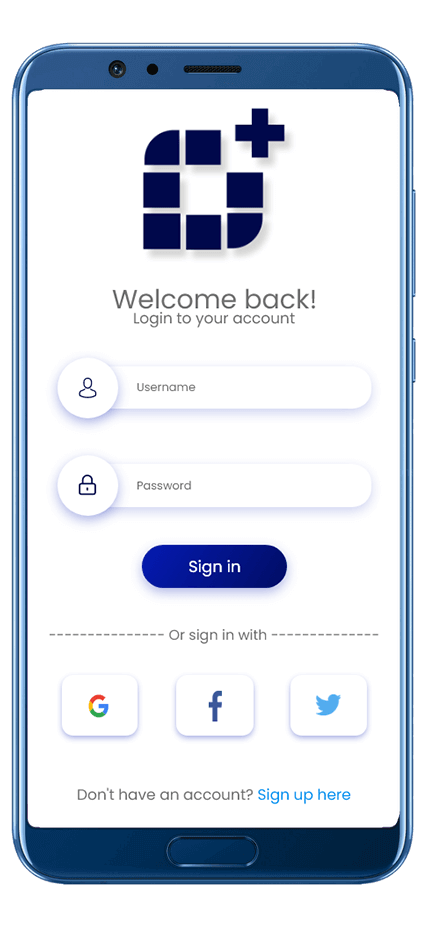 Welcome back!
Login to your account
Username
Password
Sign in
Or sign in with
Don't have an account? Sign up here